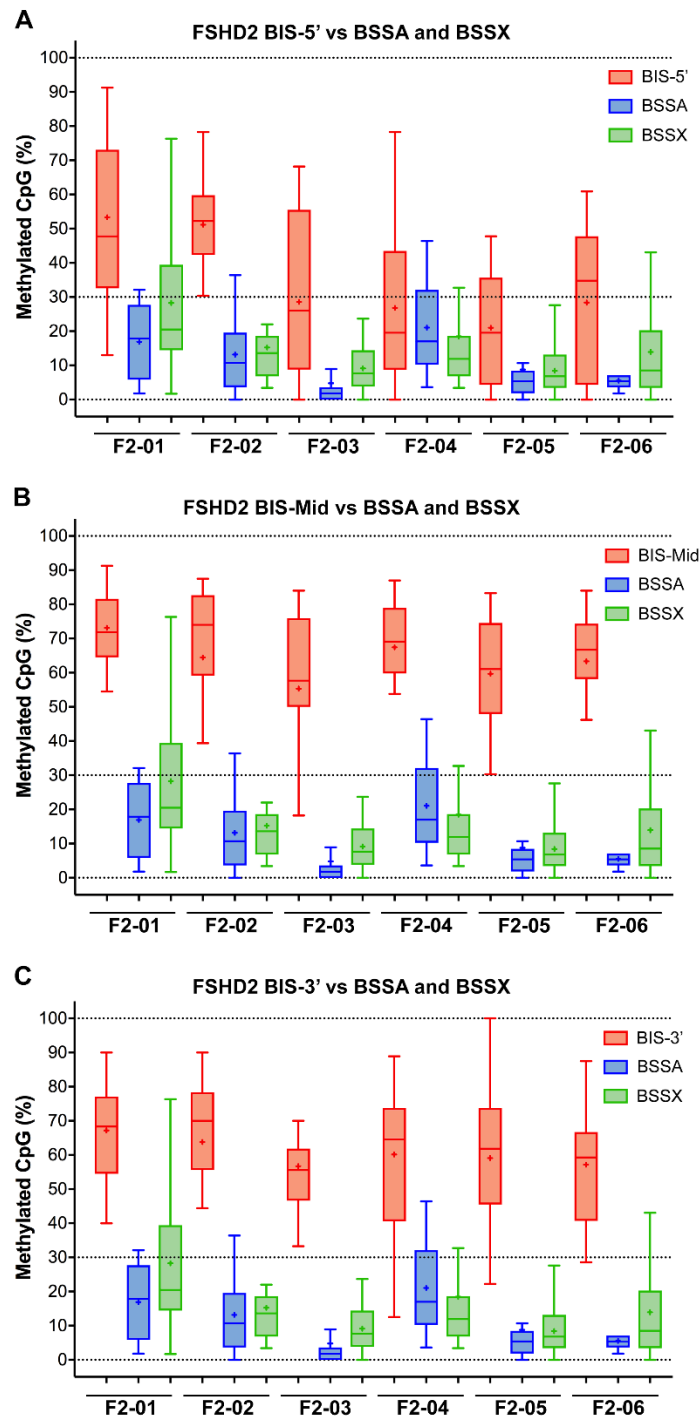 A
FSHD2 BIS-5' vs BSSA and BSSX
Methylated CpG (%)
100
90
80
70
60
50
40
30
20
10
0
BIS-5'
BSSA
BSSX
F2-01 F2-02 F2-03 F2-04 F2-05 F2-06
B
FSHD2 BIS-Mid vs BSSA and BSSX
Methylated CpG (%)
100
90
80
70
60
50
40
30
20
10
0
BIS-Mid
BSSA
BSSX
F2-01 F2-02 F2-03 F2-04 F2-05 F2-06
C
FSHD2 BIS-3' vs BSSA and BSSX
Methylated CpG (%)
100
90
80
70
60
50
40
30
20
10
0
BIS-3'
BSSA
BSSX
F2-01 F2-02 F2-03 F2-04 F2-05 F2-06